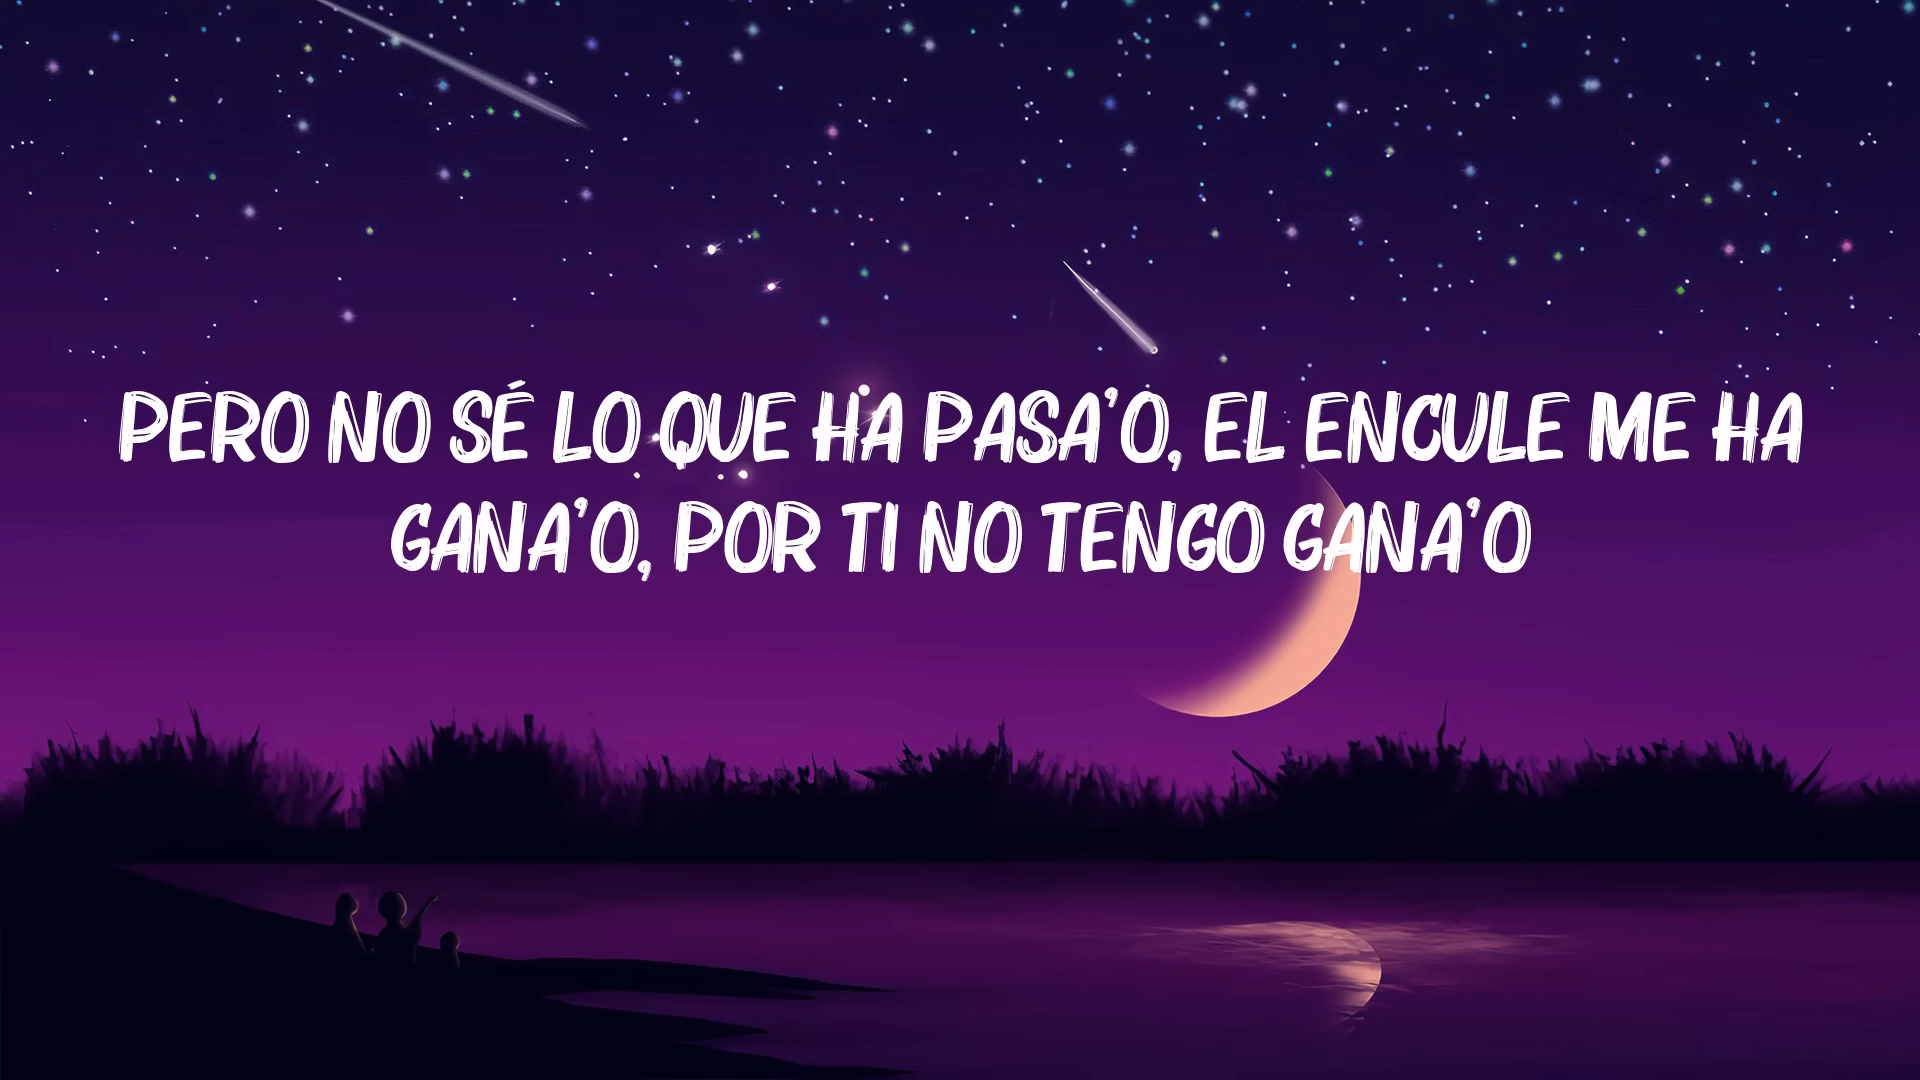 PERO NO SÉ LO QUE HA PASA'O, EL ENCULE ME HA
GANA'O, POR TI NO TENGO GANA'O